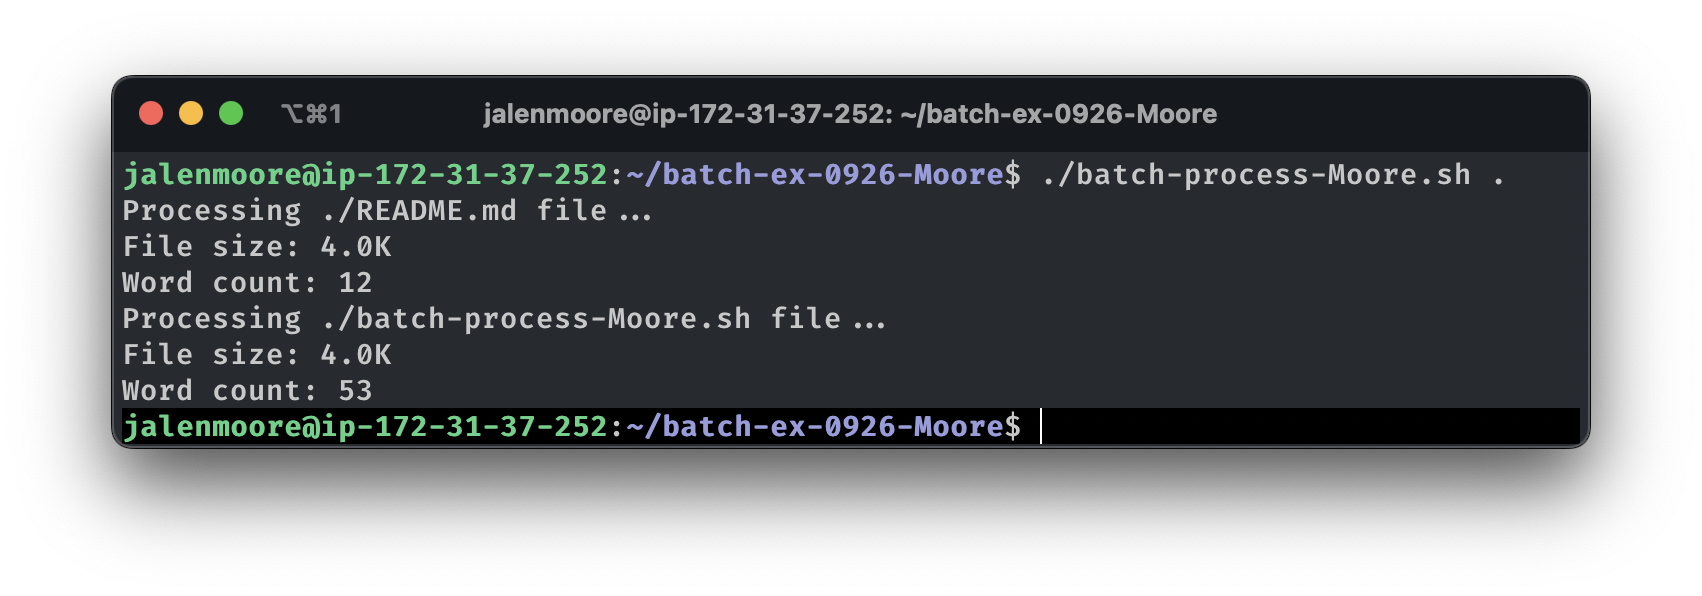 ⌥⌘1 jalenmoore@ip-172-31-37-252: ~/batch-ex-0926-Moore
jalenmoore@ip-172-31-37-252:~/batch-ex-0926-Moore$ ./batch-process-Moore.sh .
Processing ./README.md file...
File size: 4.0K
Word count: 12
Processing ./batch-process-Moore.sh file...
File size: 4.0K
Word count: 53
jalenmoore@ip-172-31-37-252:~/batch-ex-0926-Moore$